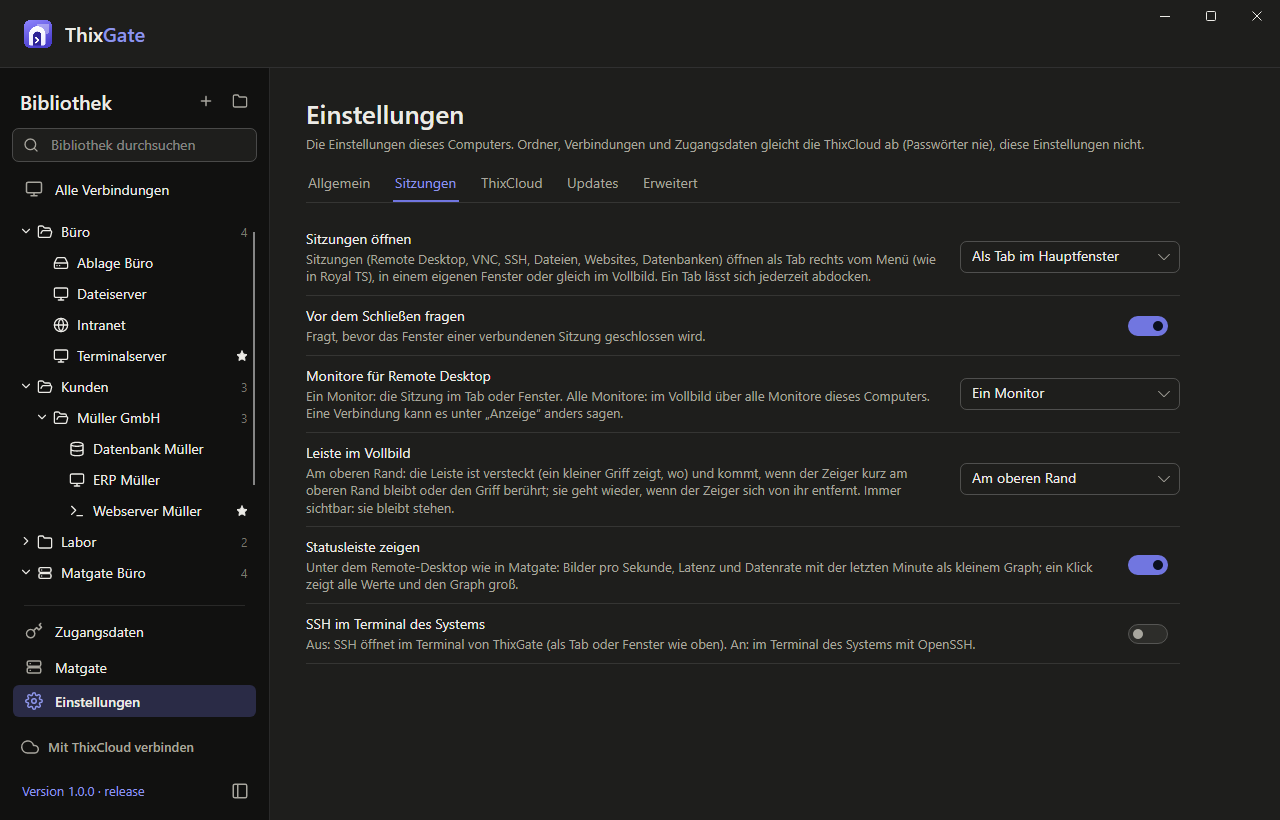 ThixGate
Bibliothek
Bibliothek durchsuchen
Alle Verbindungen
Büro 4
Ablage Büro
Dateiserver
Intranet
Terminalserver
Kunden 3
Müller GmbH 3
Datenbank Müller
ERP Müller
Webserver Müller
Labor 2
Matgate Büro 4
Zugangsdaten
Matgate
Einstellungen
Mit ThixCloud verbinden
Version 1.0.0 · release
Einstellungen
Die Einstellungen dieses Computers. Ordner, Verbindungen und Zugangsdaten gleicht die ThixCloud ab (Passwörter nie), diese Einstellungen nicht.
Allgemein Sitzungen ThixCloud Updates Erweitert
Sitzungen öffnen
Sitzungen (Remote Desktop, VNC, SSH, Dateien, Websites, Datenbanken) öffnen als Tab rechts vom Menü (wie
in Royal TS), in einem eigenen Fenster oder gleich im Vollbild. Ein Tab lässt sich jederzeit abdocken.
Als Tab im Hauptfenster
Vor dem Schließen fragen
Fragt, bevor das Fenster einer verbundenen Sitzung geschlossen wird.
Monitore für Remote Desktop
Ein Monitor: die Sitzung im Tab oder Fenster. Alle Monitore: im Vollbild über alle Monitore dieses Computers.
Eine Verbindung kann es unter „Anzeige“ anders sagen.
Ein Monitor
Leiste im Vollbild
Am oberen Rand: die Leiste ist versteckt (ein kleiner Griff zeigt, wo) und kommt, wenn der Zeiger kurz am
oberen Rand bleibt oder den Griff berührt; sie geht wieder, wenn der Zeiger sich von ihr entfernt. Immer
sichtbar: sie bleibt stehen.
Am oberen Rand
Statusleiste zeigen
Unter dem Remote-Desktop wie in Matgate: Bilder pro Sekunde, Latenz und Datenrate mit der letzten Minute als kleinem Graph; ein Klick
zeigt alle Werte und den Graph groß.
SSH im Terminal des Systems
Aus: SSH öffnet im Terminal von ThixGate (als Tab oder Fenster wie oben). An: im Terminal des Systems mit OpenSSH.